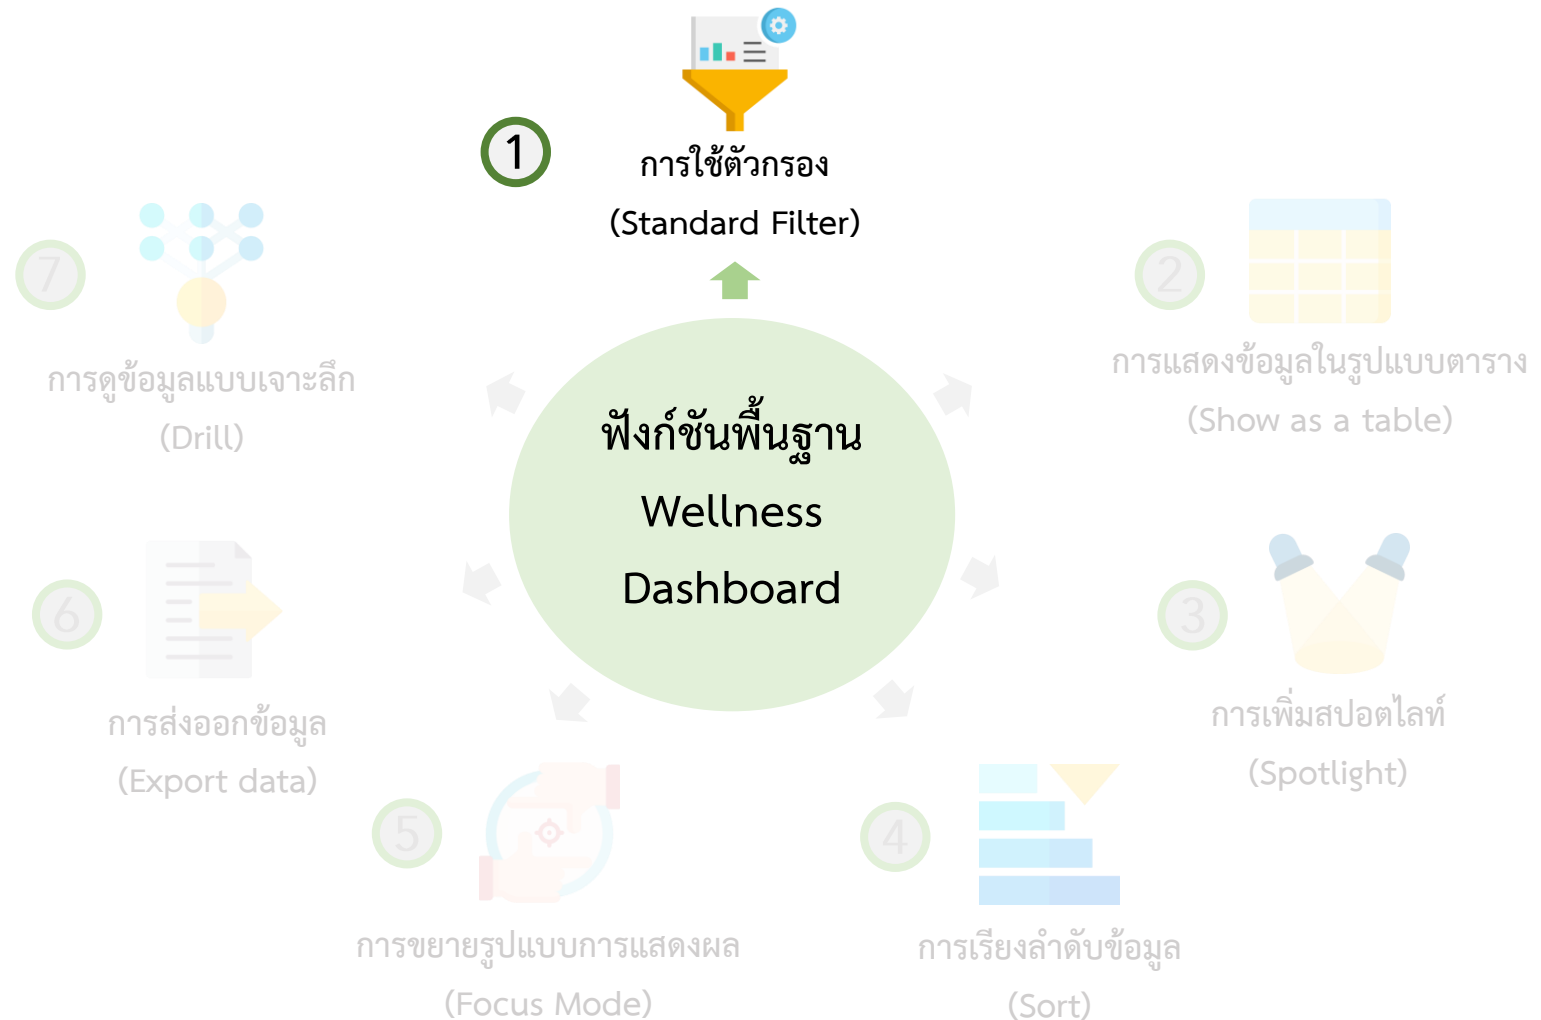 1
การใช้ตัวกรอง
(Standard Filter)
2
การแสดงข้อมูลในรูปแบบตาราง
(Show as a table)
3
การเพิ่มสปอตไลท์
(Spotlight)
4
การเรียงลำดับข้อมูล
(Sort)
5
การขยายรูปแบบการแสดงผล
(Focus Mode)
6
การส่งออกข้อมูล
(Export data)
7
การดูข้อมูลแบบเจาะลึก
(Drill)
ฟังก์ชันพื้นฐาน
Wellness
Dashboard